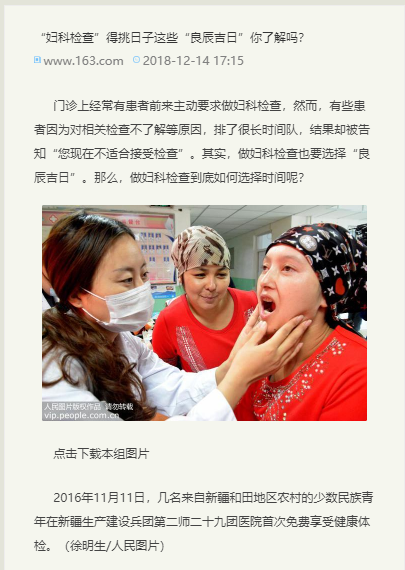 “妇科检查”得挑日子这些“良辰吉日”你了解吗？
www.163.com 2018-12-14 17:15
门诊上经常有患者前来主动要求做妇科检查，然而，有些患
者因为对相关检查不了解等原因，排了很长时间队，结果却被告
知“您现在不适合接受检查”。其实，做妇科检查也要选择“良
辰吉日”。那么，做妇科检查到底如何选择时间呢？
人民图片版权作品 请勿转载
vip.people.com.cn
点击下载本组图片
2016年11月11日，几名来自新疆和田地区农村的少数民族青
年在新疆生产建设兵团第二师二十九团医院首次免费享受健康体
检。（徐明生/人民图片）